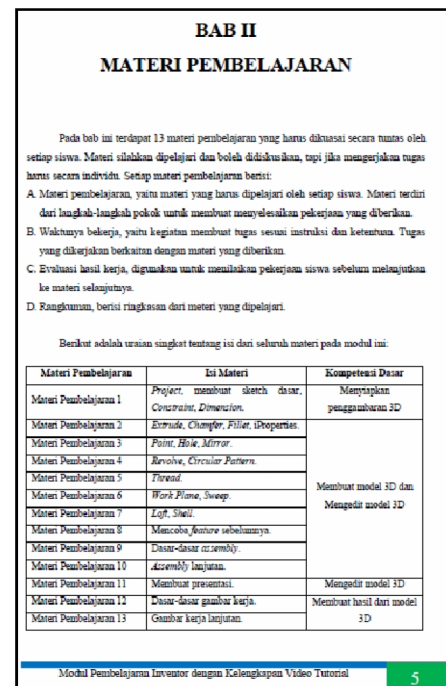 BAB II
MATERI PEMBELAJARAN
Pada bab ini terdapat 13 materi pembelajaran yang harus dikuasai secara tuntas oleh
setiap siswa. Materi silahkan dipelajari dan boleh didiskusikan, tapi jika mengerjakan tugas
harus secara individu. Setiap materi pembelajaran berisi:
A. Materi pembelajaran, yaitu materi yang harus dipelajari oleh setiap siswa. Materi terdiri
dari langkah-langkah pokok untuk membuat menyelesaikan pekerjaan yang diberikan.
B. Waktunya bekerja, yaitu kegiatan membuat tugas sesuai instruksi dan ketentuan. Tugas
yang dikerjakan berkaitan dengan materi yang diberikan.
C. Evaluasi hasil kerja, digunakan untuk menilaikan pekerjaan siswa sebelum melanjutkan
ke materi selanjutnya.
D. Rangkuman, berisi ringkasan dari meteri yang dipelajari.
Berikut adalah uraian singkat tentang isi dari seluruh materi pada modul ini:
Materi Pembelajaran Isi Materi Kompetensi Dasar
Materi Pembelajaran 1 Project, membuat sketch dasar, Constraint, Dimension. Menyiapkan penggambaran 3D
Materi Pembelajaran 2 Extrude, Chamfer, Fillet, iProperties.
Materi Pembelajaran 3 Point, Hole, Mirror.
Materi Pembelajaran 4 Revolve, Circular Pattern.
Materi Pembelajaran 5 Thread.
Materi Pembelajaran 6 Work Plane, Sweep.
Materi Pembelajaran 7 Loft, Shell.
Materi Pembelajaran 8 Mencoba feature sebelumnya.
Materi Pembelajaran 9 Dasar-dasar assembly.
Materi Pembelajaran 10 Assembly lanjutan.
Membuat model 3D dan
Mengedit model 3D
Materi Pembelajaran 11 Membuat presentasi. Mengedit model 3D
Materi Pembelajaran 12 Dasar-dasar gambar kerja. Membuat hasil dari model
Materi Pembelajaran 13 Gambar kerja lanjutan. 3D
Modul Pembelajaran Inventor dengan Kelengkapan Video Tutorial 5